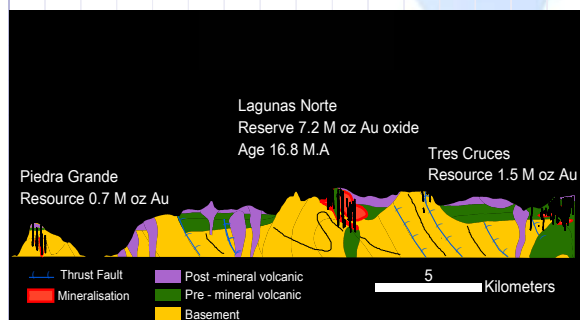 Lagunas Norte
Reserve 7.2 M oz Au oxide
Age 16.8 M.A
Piedra Grande
Resource 0.7 M oz Au
Tres Cruces
Resource 1.5 M oz Au
Thrust Fault
Mineralisation
Post -mineral volcanic
Pre - mineral volcanic
Basement
5
Kilometers